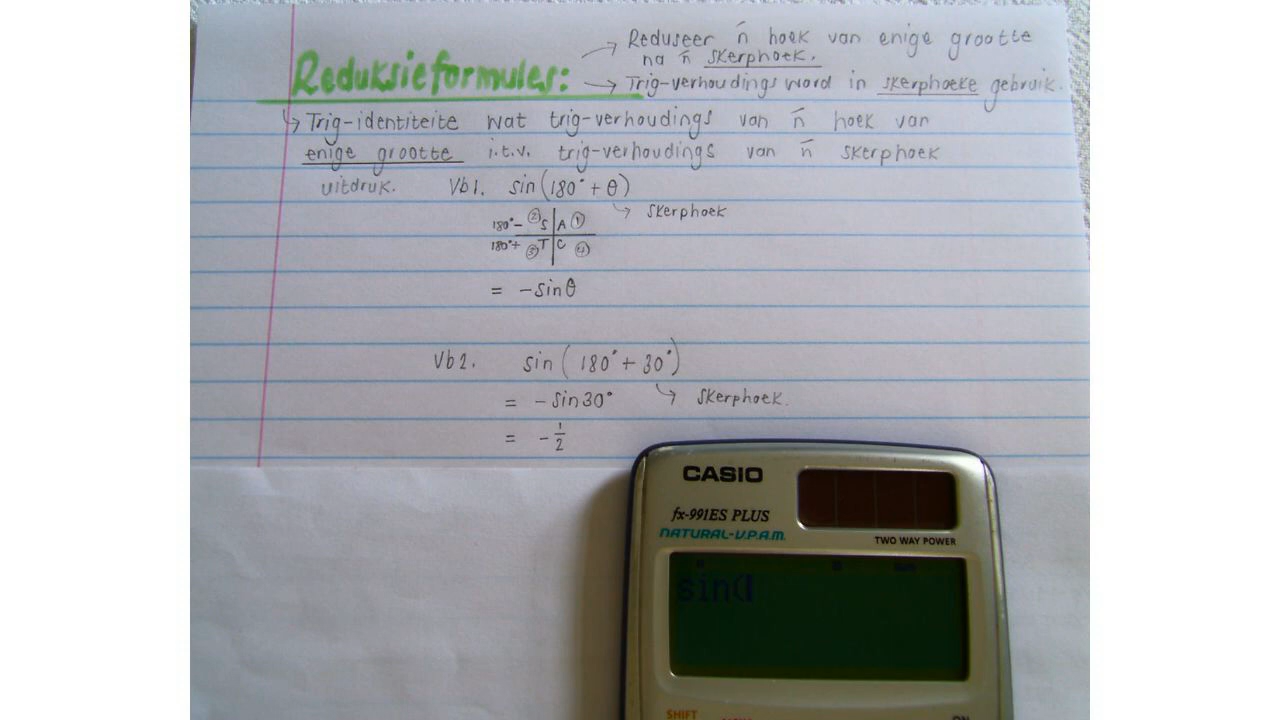 Reduseer ń hoek van enige grootte
na ń skerphoek.
Reduksieformules:
Trig-verhoudings word in skerphoeke gebruik.
Trig-identiteite wat trig-verhoudings van ń hoek van
enige grootte i.t.v. trig-verhoudings van ń skerphoek
uitdruk. Vb1. sin(180° + θ)
skerphoek
180°- ② S A ①
180°+ ③ T C ④
= -sinθ
Vb2. sin(180° + 30°)
= -sin30° skerphoek.
= -1/2
CASIO
fx-991ES PLUS
NATURAL-V.P.A.M.
TWO WAY POWER
sin(
SHIFT
ON